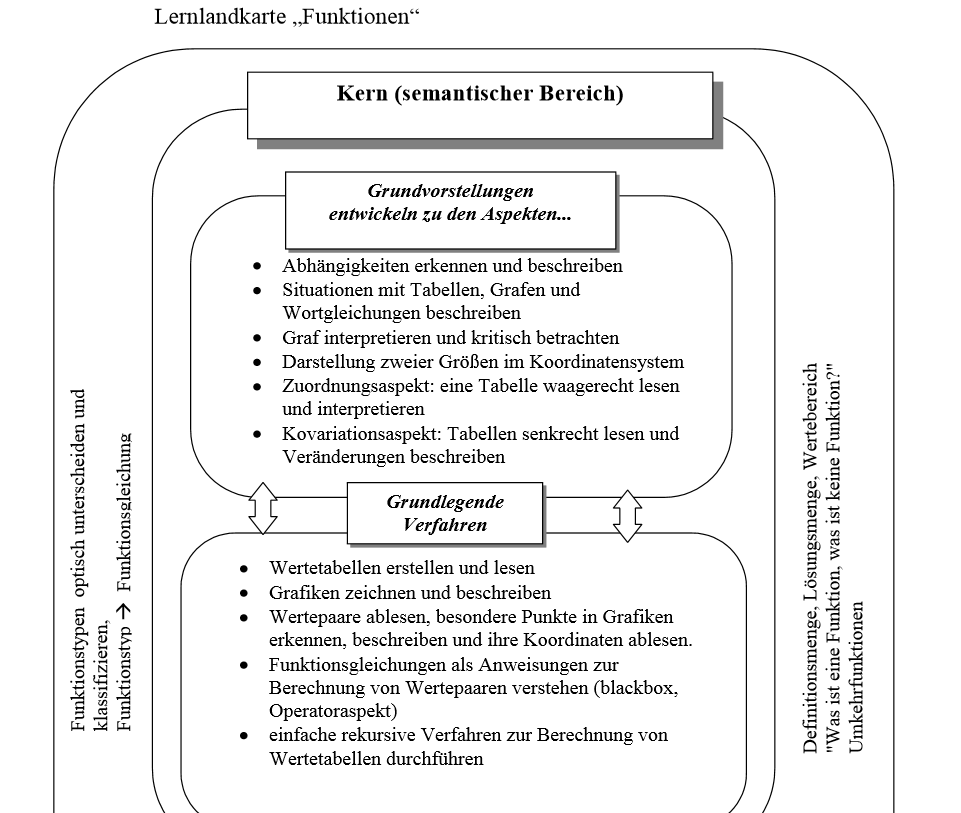 Lernlandkarte „Funktionen“
Kern (semantischer Bereich)
Grundvorstellungen
entwickeln zu den Aspekten...
• Abhängigkeiten erkennen und beschreiben
• Situationen mit Tabellen, Grafen und
Wortgleichungen beschreiben
• Graf interpretieren und kritisch betrachten
• Darstellung zweier Größen im Koordinatensystem
• Zuordnungsaspekt: eine Tabelle waagerecht lesen
und interpretieren
• Kovariationsaspekt: Tabellen senkrecht lesen und
Veränderungen beschreiben
Grundlegende
Verfahren
• Wertetabellen erstellen und lesen
• Grafiken zeichnen und beschreiben
• Wertepaare ablesen, besondere Punkte in Grafiken
erkennen, beschreiben und ihre Koordinaten ablesen.
• Funktionsgleichungen als Anweisungen zur
Berechnung von Wertepaaren verstehen (blackbox,
Operatoraspekt)
• einfache rekursive Verfahren zur Berechnung von
Wertetabellen durchführen
Funktionstypen optisch unterscheiden und
klassifizieren,
Funktionstyp → Funktionsgleichung
Definitionsmenge, Lösungsmenge, Wertebereich
"Was ist eine Funktion, was ist keine Funktion?"
Umkehrfunktionen